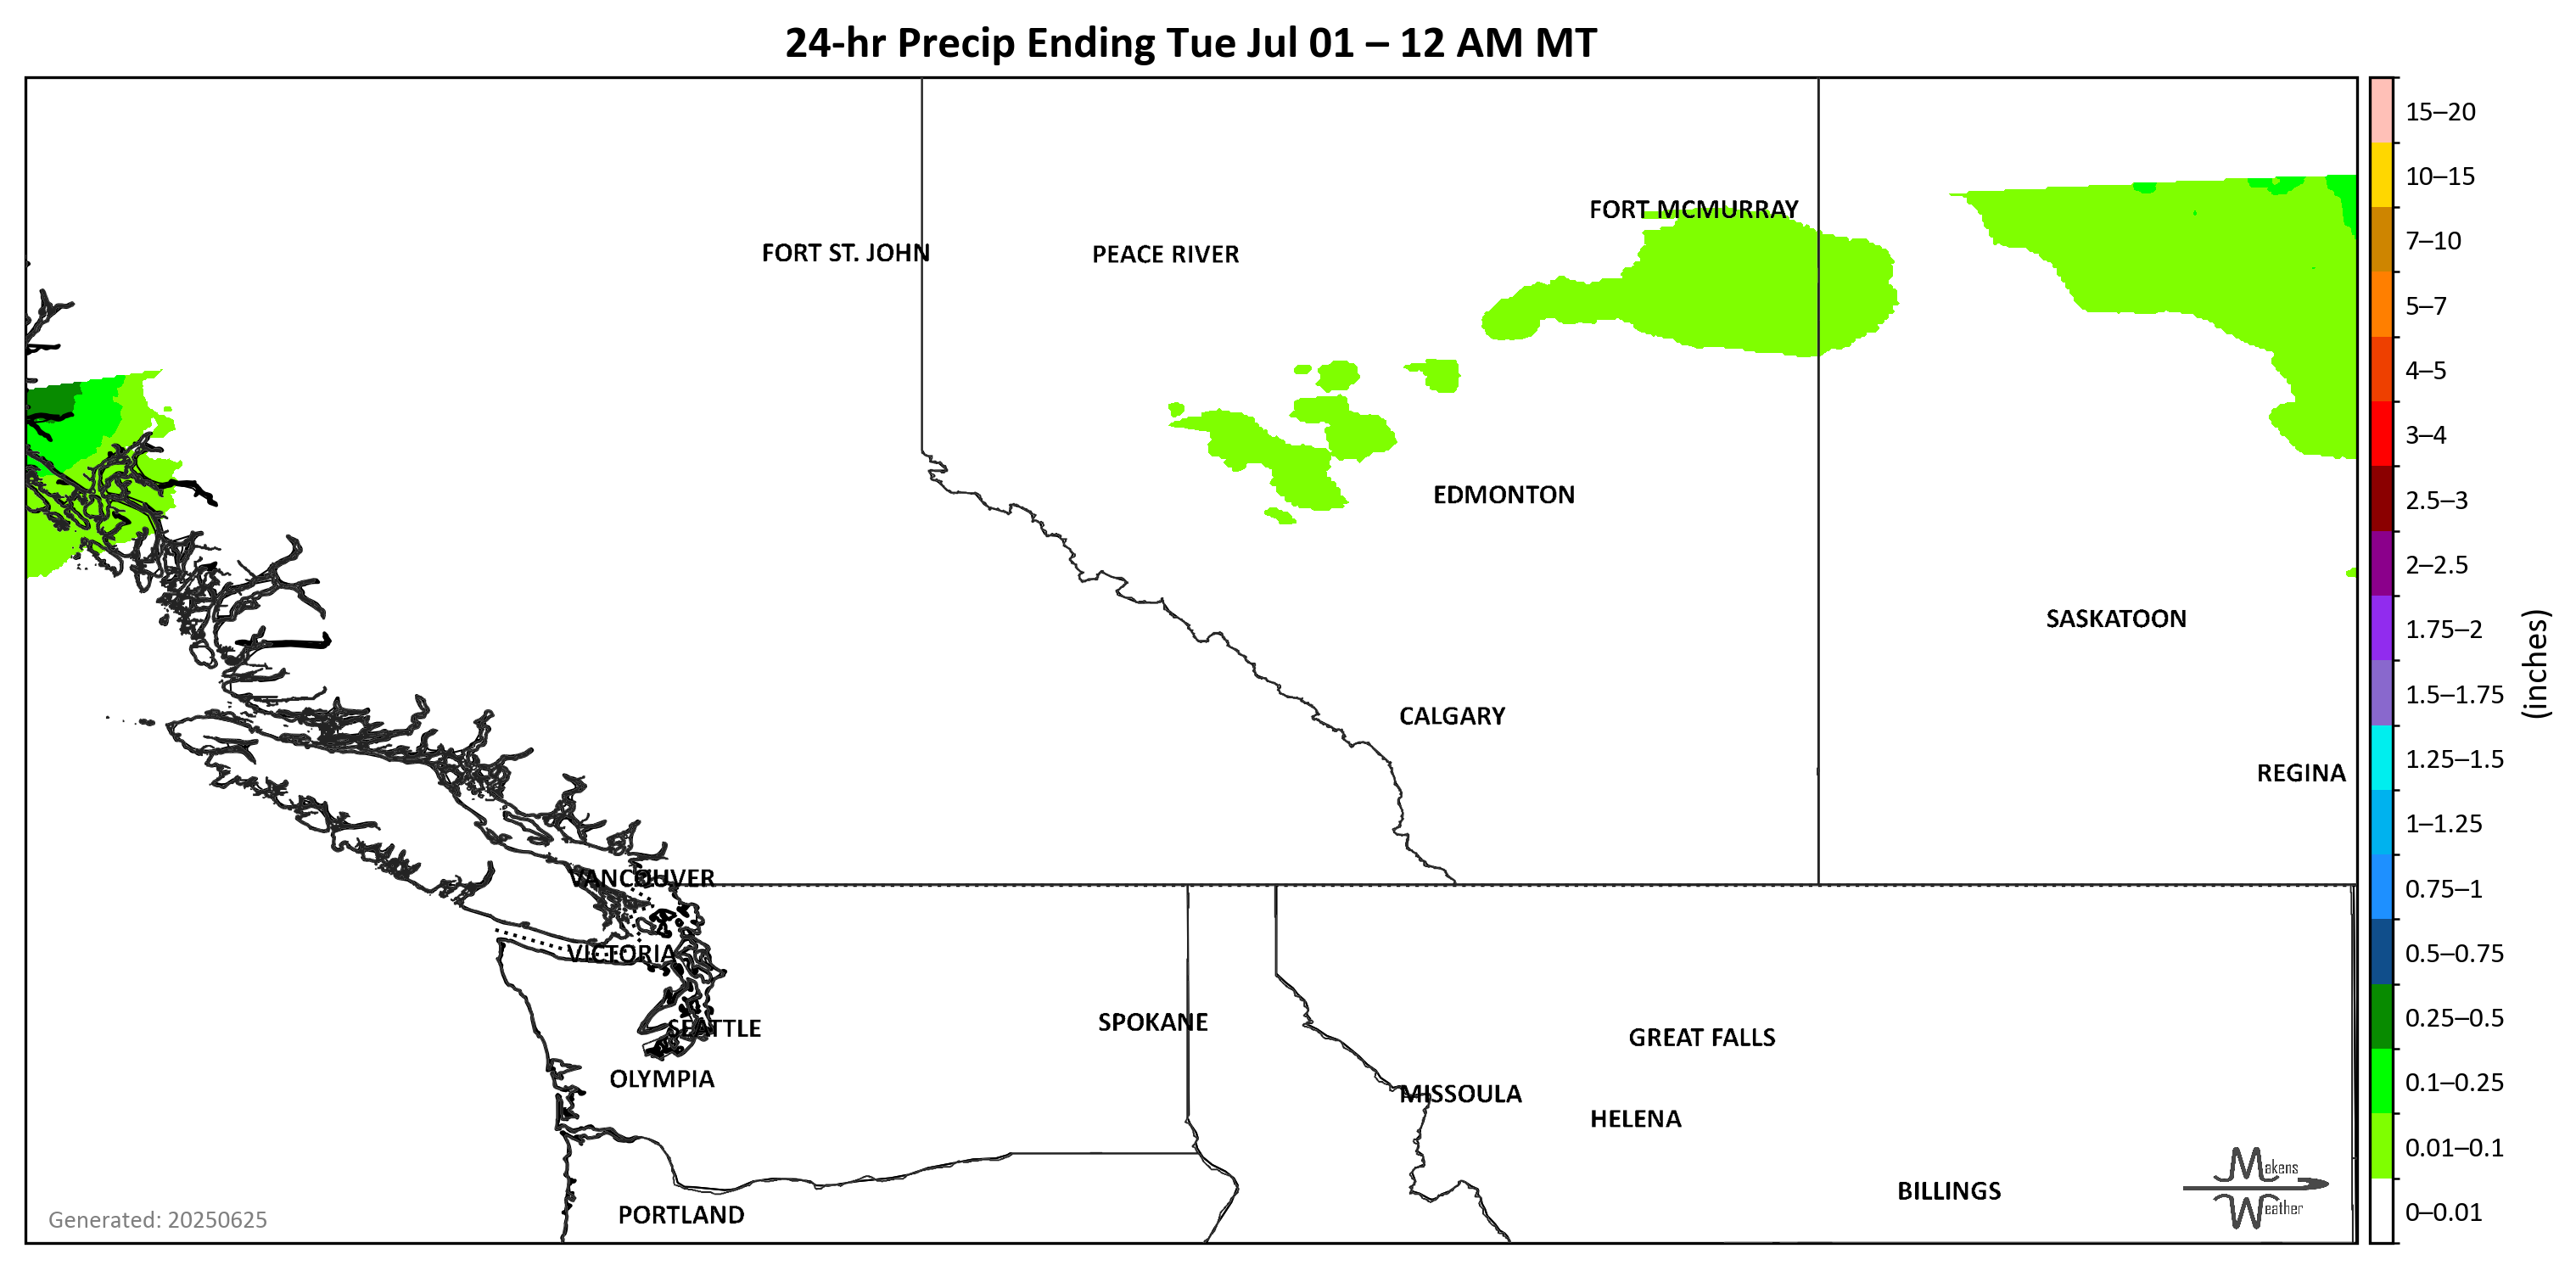 24-hr Precip Ending Tue Jul 01 – 12 AM MT
15–20
10–15
7–10
5–7
4–5
3–4
2.5–3
2–2.5
1.75–2
1.5–1.75
1.25–1.5
1–1.25
0.75–1
0.5–0.75
0.25–0.5
0.1–0.25
0.01–0.1
0–0.01
(inches)
FORT MCMURRAY
FORT ST. JOHN
PEACE RIVER
EDMONTON
SASKATOON
CALGARY
REGINA
VANCOUVER
VICTORIA
SPOKANE
SEATTLE
GREAT FALLS
OLYMPIA
MISSOULA
HELENA
BILLINGS
PORTLAND
Makens
Weather
Generated: 20250625